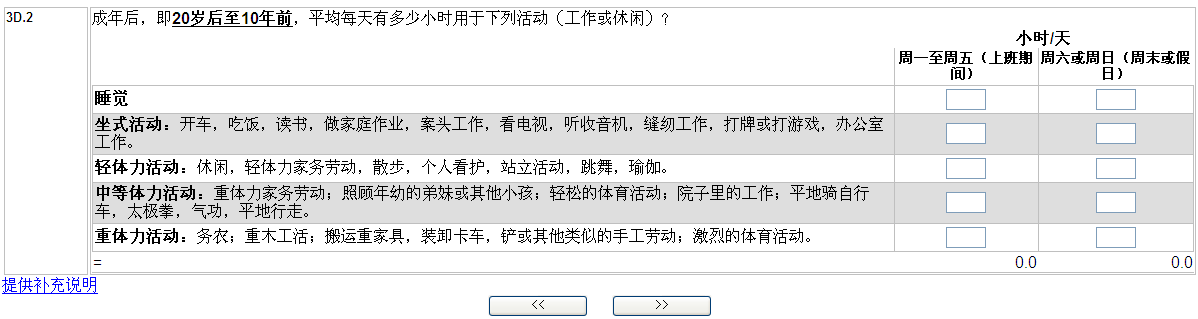 3D.2
成年后，即20岁后至10年前，平均每天有多少小时用于下列活动（工作或休闲）？
小时/天
周一至周五（上班期间）
周六或周日（周末或假日）
睡觉
坐式活动：开车，吃饭，读书，做家庭作业，案头工作，看电视，听收音机，缝纫工作，打牌或打游戏，办公室
工作。
轻体力活动：休闲，轻体力家务劳动，散步，个人看护，站立活动，跳舞，瑜伽。
中等体力活动：重体力家务劳动；照顾年幼的弟妹或其他小孩；轻松的体育活动；院子里的工作；平地骑自行
车，太极拳，气功，平地行走。
重体力活动：务农；重木工活；搬运重家具，装卸卡车，铲或其他类似的手工劳动；激烈的体育活动。
= 0.0 0.0
提供补充说明
<< >>